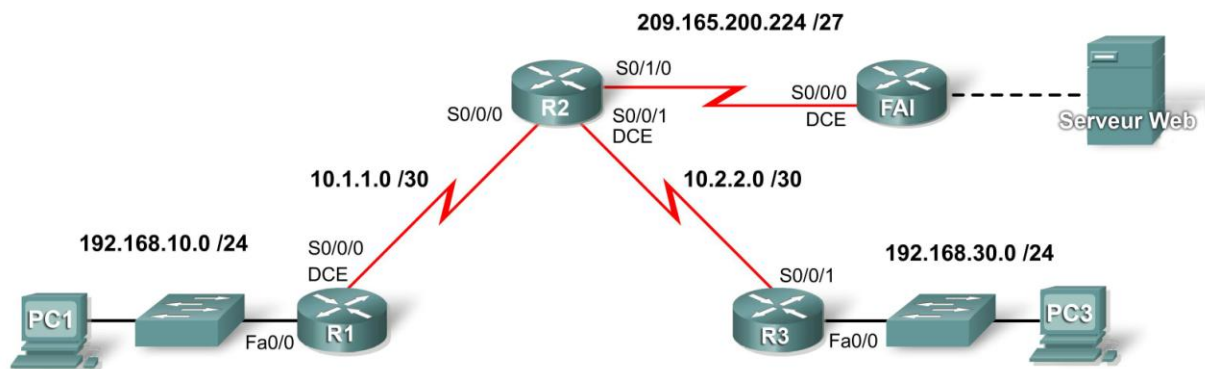 209.165.200.224 /27
S0/1/0
S0/0/0
R2
S0/0/0
FAI
S0/0/1
DCE
DCE
Serveur Web
10.1.1.0 /30
10.2.2.0 /30
192.168.10.0 /24
S0/0/0
DCE
192.168.30.0 /24
S0/0/1
PC1
Fa0/0
R1
R3
Fa0/0
PC3